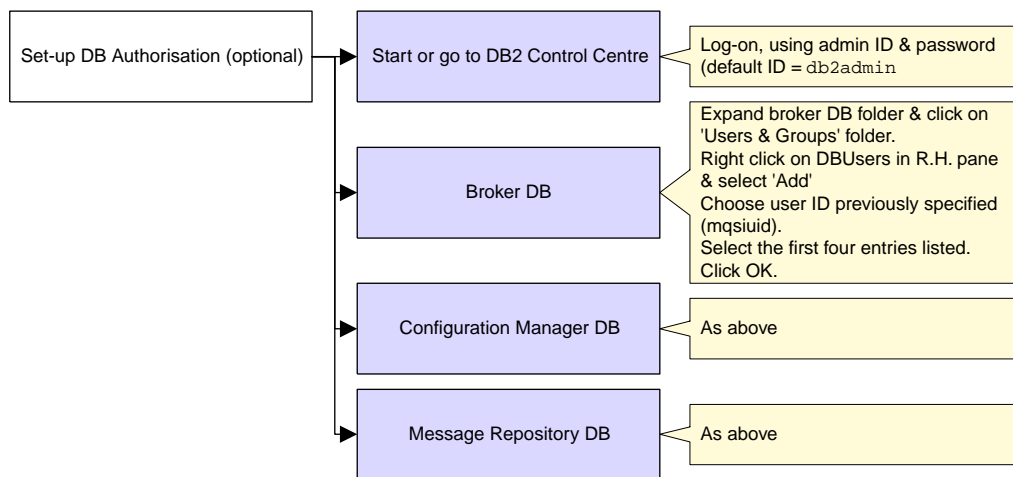 Set-up DB Authorisation (optional)
Start or go to DB2 Control Centre
Log-on, using admin ID & password
(default ID = db2admin
Broker DB
Expand broker DB folder & click on
'Users & Groups' folder.
Right click on DBUsers in R.H. pane
& select 'Add'
Choose user ID previously specified
(mqsiuid).
Select the first four entries listed.
Click OK.
Configuration Manager DB
As above
Message Repository DB
As above